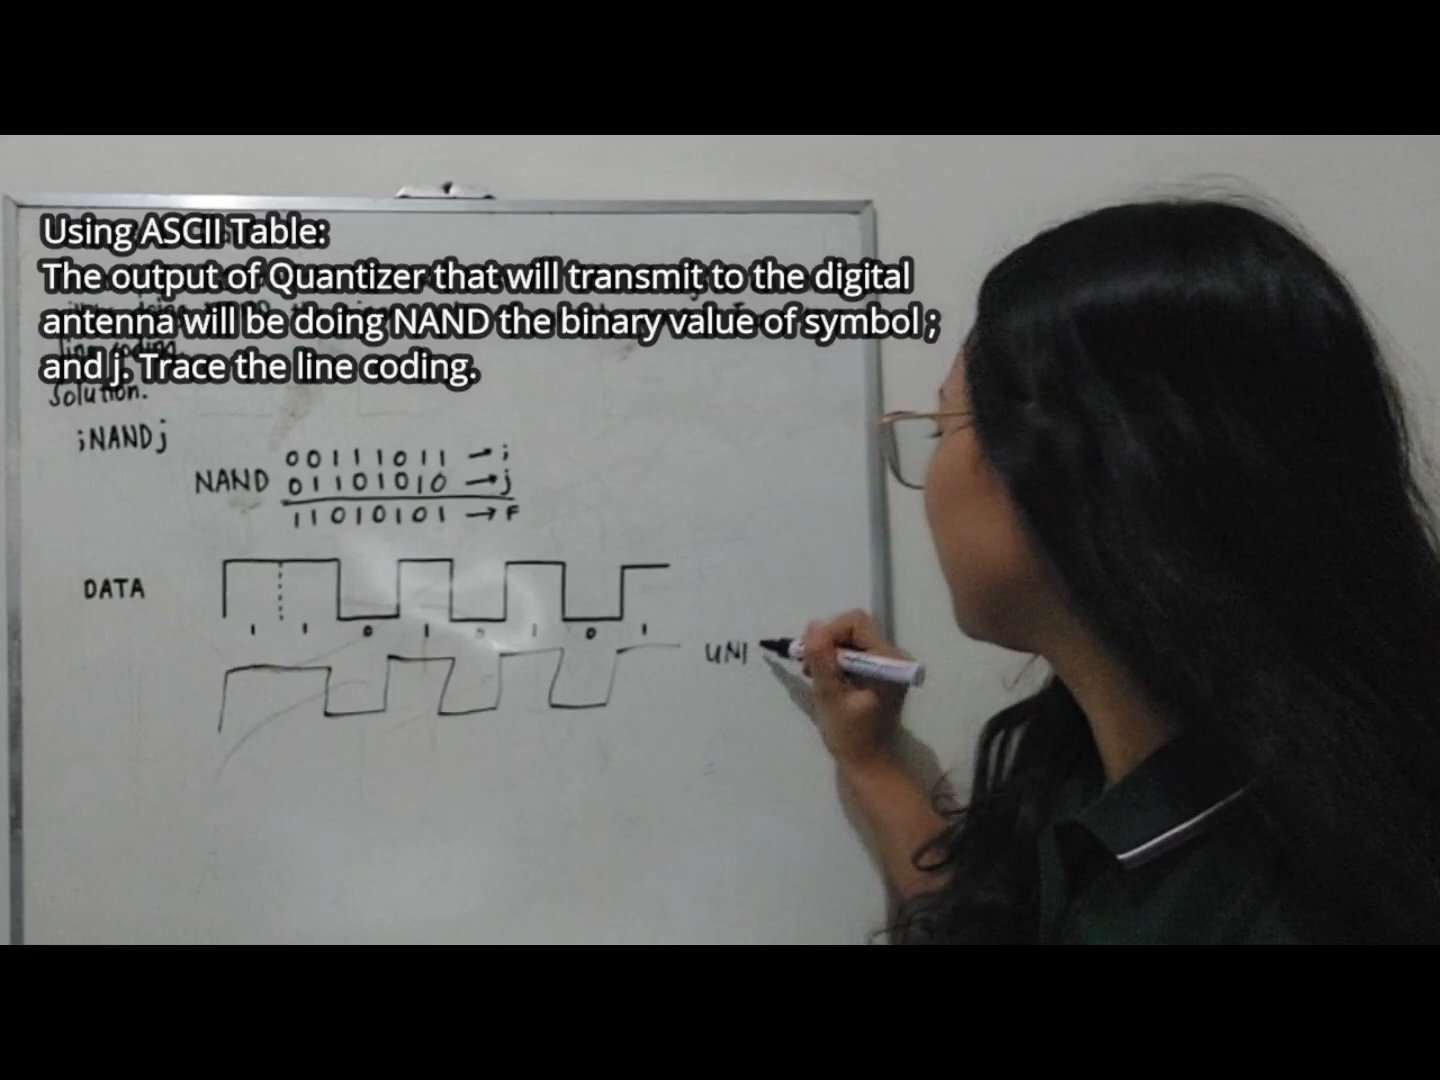 Using ASCII Table:
The output of Quantizer that will transmit to the digital
antenna will be doing NAND the binary value of symbol ;
and j. Trace the line coding.
line coding.
Solution.
;NANDj
00111011 → ;
NAND 01101010 → j
11010101 → F
DATA
1 1 0 1 0 1 0 1
UNI